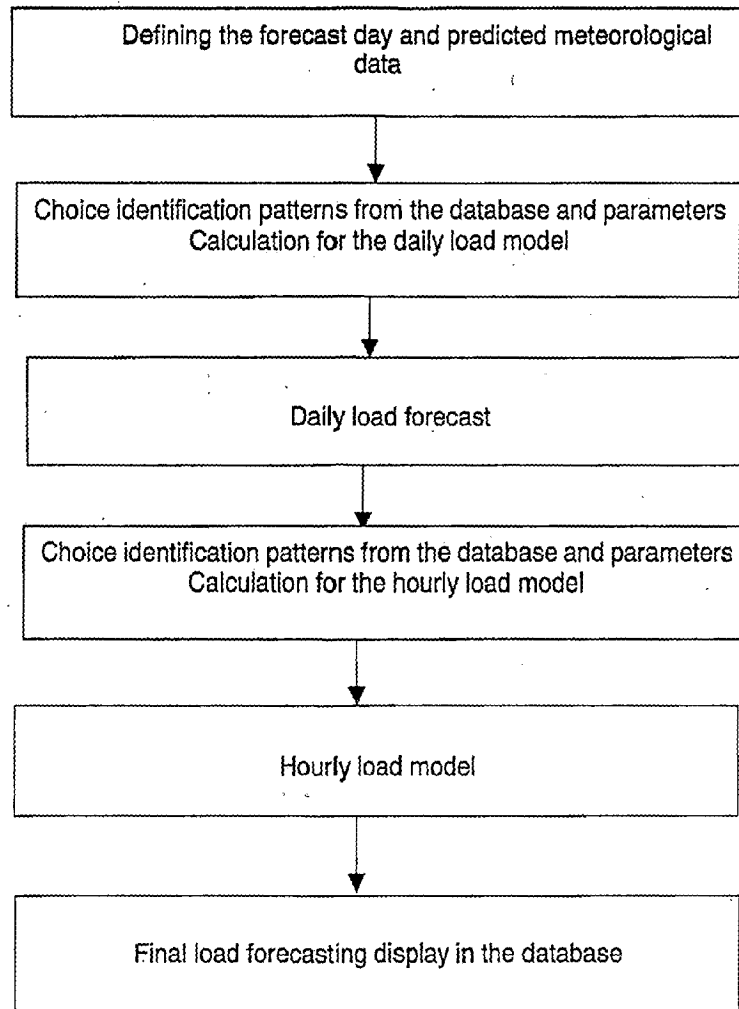 Defining the forecast day and predicted meteorological
data
Choice identification patterns from the database and parameters
Calculation for the daily load model
Daily load forecast
Choice identification patterns from the database and parameters
Calculation for the hourly load model
Hourly load model
Final load forecasting display in the database